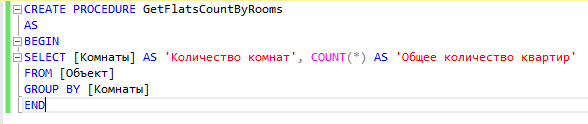 CREATE PROCEDURE GetFlatsCountByRooms
AS
BEGIN
SELECT [Комнаты] AS 'Количество комнат', COUNT(*) AS 'Общее количество квартир'
FROM [Объект]
GROUP BY [Комнаты]
END